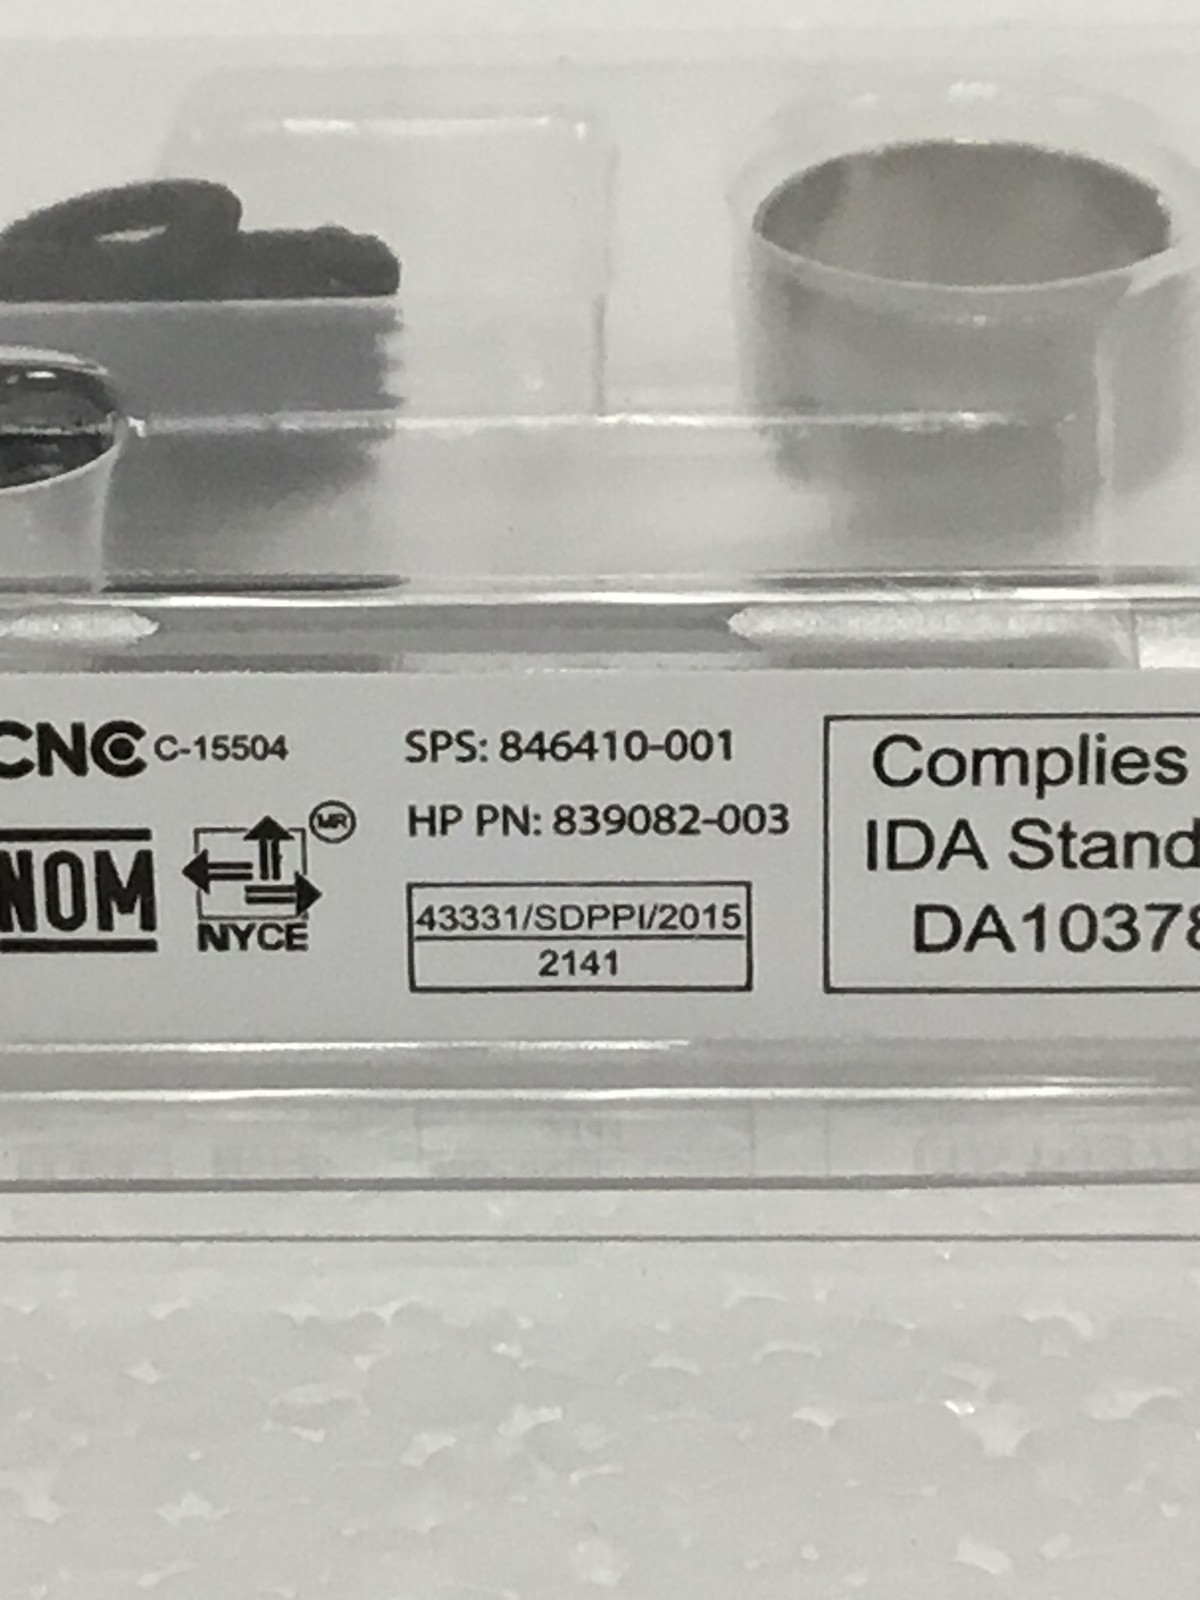 CNC C-15504
SPS: 846410-001
HP PN: 839082-003
MR
NOM
NYCE
43331/SDPPI/2015
2141
Complies
IDA Stand
DA10378